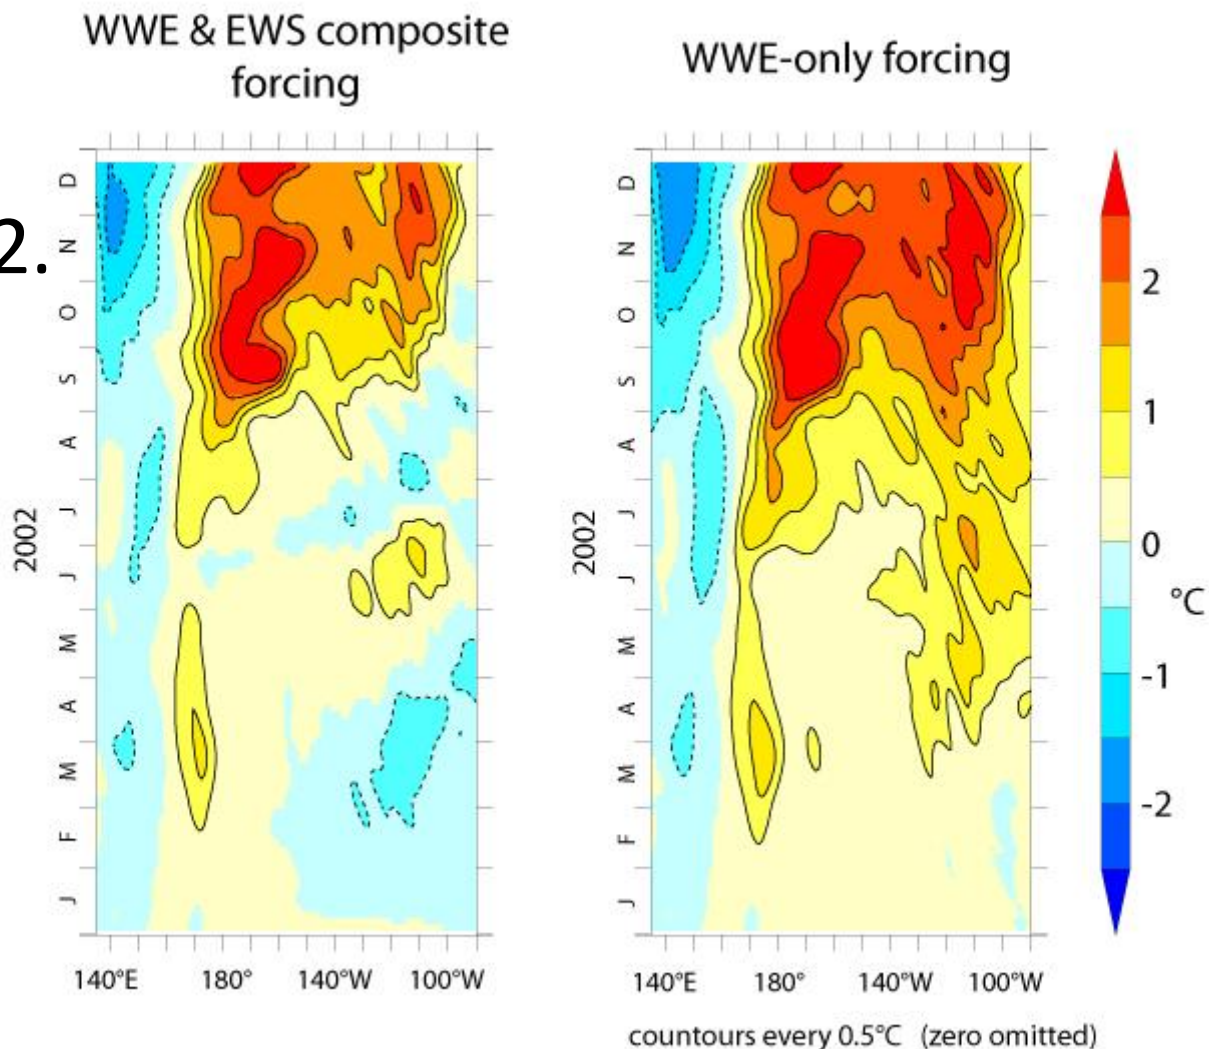 WWE & EWS composite
forcing
WWE-only forcing
2.
D
N
O
S
A
J
J
M
A
M
F
J
2002
D
N
O
S
A
J
J
M
A
M
F
J
2002
2
1
0
-1
-2
°C
140°E 180° 140°W 100°W
140°E 180° 140°W 100°W
countours every 0.5°C (zero omitted)